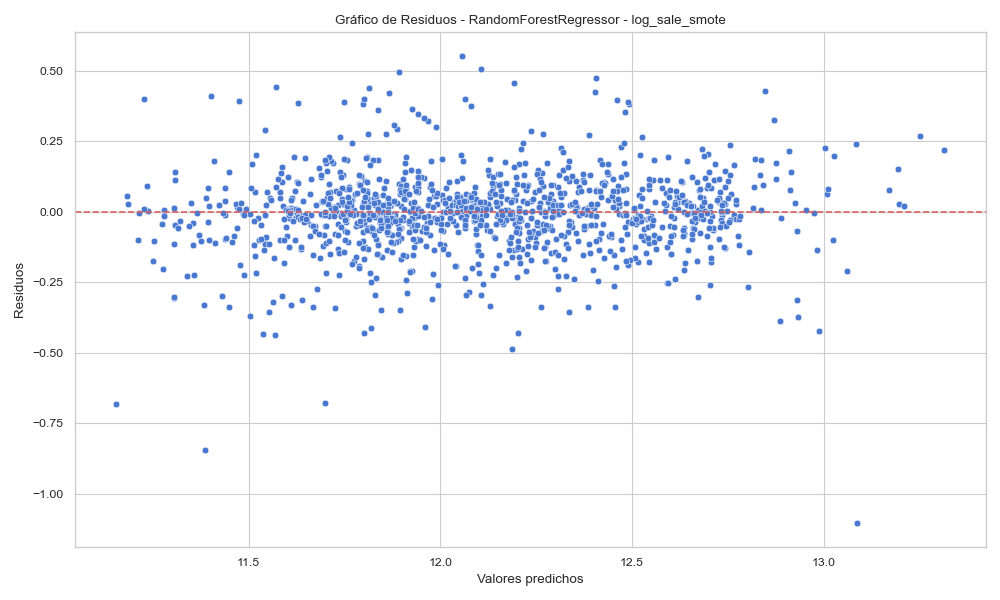 Gráfico de Residuos - RandomForestRegressor - log_sale_smote
Residuos
0.50
0.25
0.00
−0.25
−0.50
−0.75
−1.00
11.5 12.0 12.5 13.0
Valores predichos